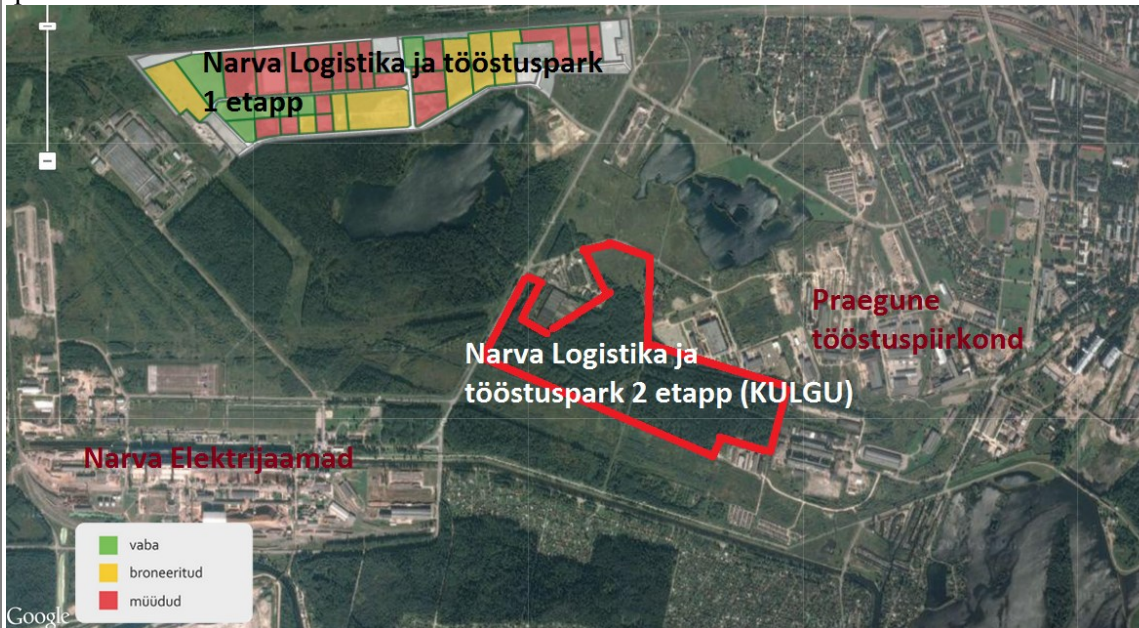 Narva Logistika ja tööstuspark
1 etapp
Praegune
tööstuspiirkond
Narva Logistika ja
tööstuspark 2 etapp (KULGU)
Narva Elektrijaamad
vaba
broneeritud
müüdud
Google